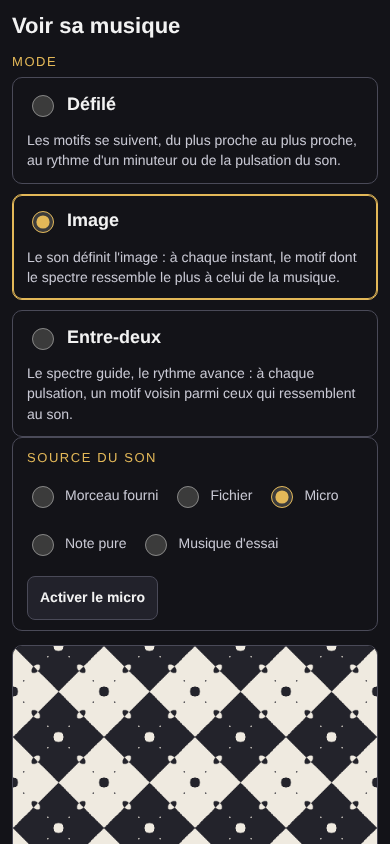 Voir sa musique
MODE
Défilé
Les motifs se suivent, du plus proche au plus proche,
au rythme d'un minuteur ou de la pulsation du son.
Image
Le son définit l'image : à chaque instant, le motif dont
le spectre ressemble le plus à celui de la musique.
Entre-deux
Le spectre guide, le rythme avance : à chaque
pulsation, un motif voisin parmi ceux qui ressemblent
au son.
SOURCE DU SON
Morceau fourni Fichier Micro
Note pure Musique d'essai
Activer le micro